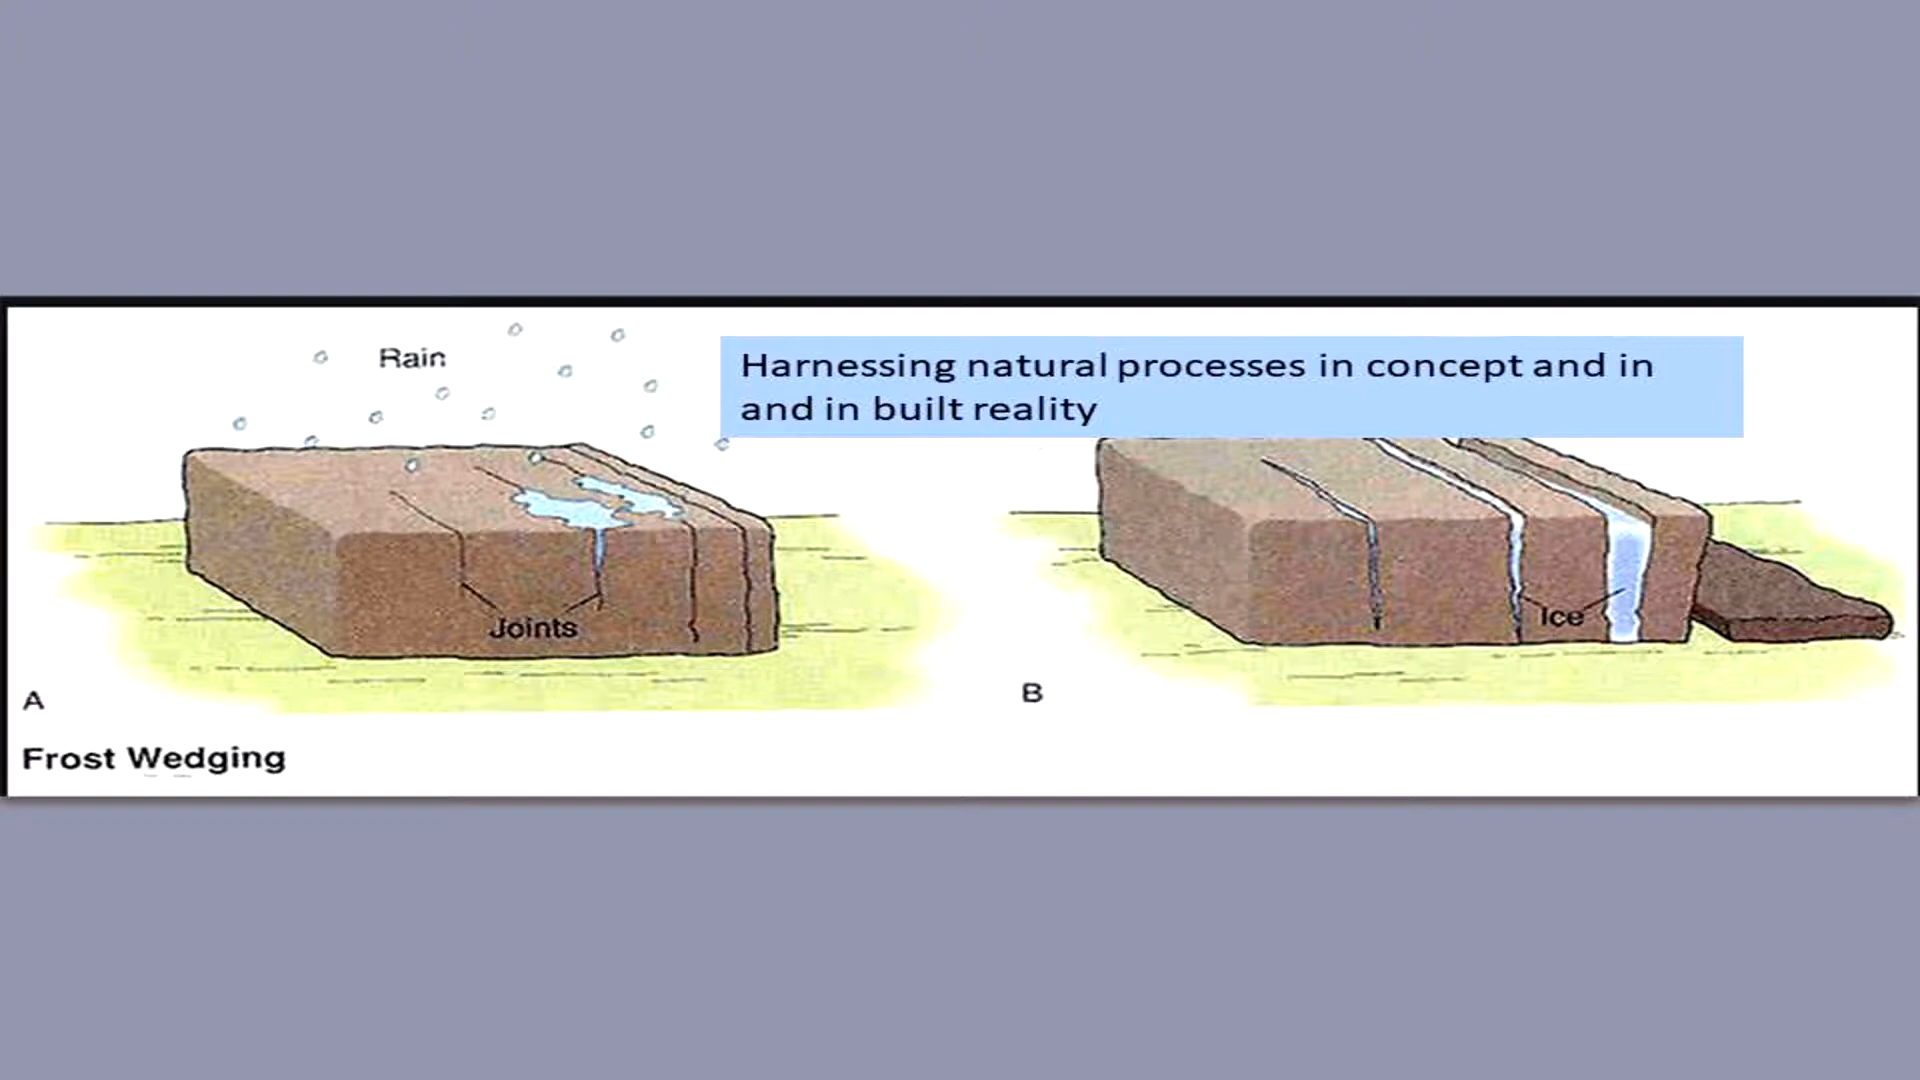 Rain
Harnessing natural processes in concept and in
and in built reality
Joints
Ice
A
B
Frost Wedging